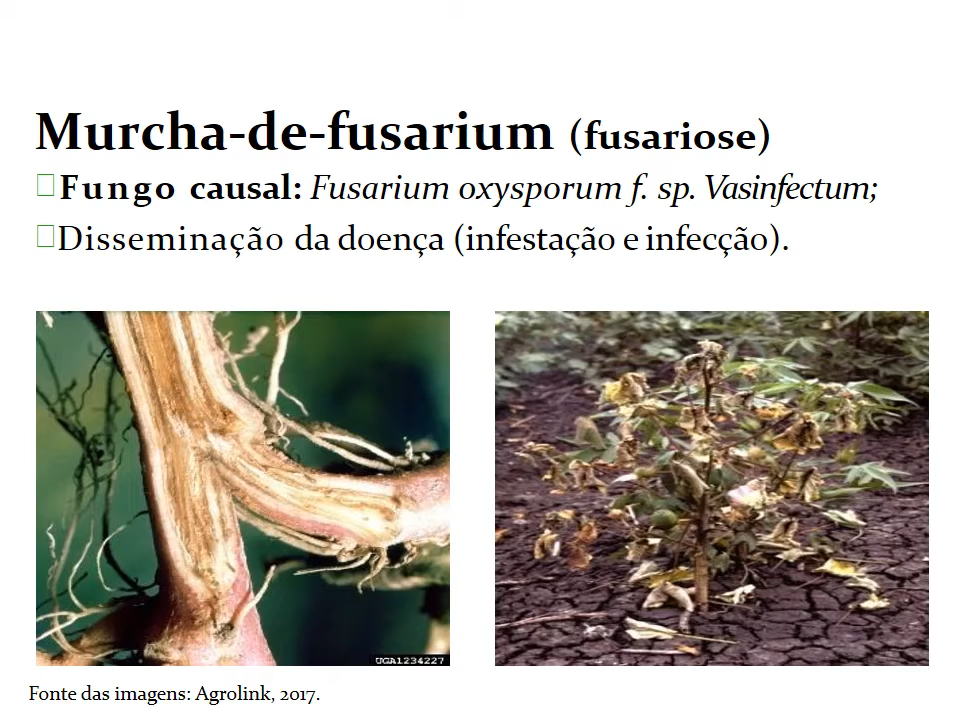 Murcha-de-fusarium (fusariose)
Fungo causal: Fusarium oxysporum f. sp. Vasinfectum;
Disseminação da doença (infestação e infecção).
UGA1234227
Fonte das imagens: Agrolink, 2017.